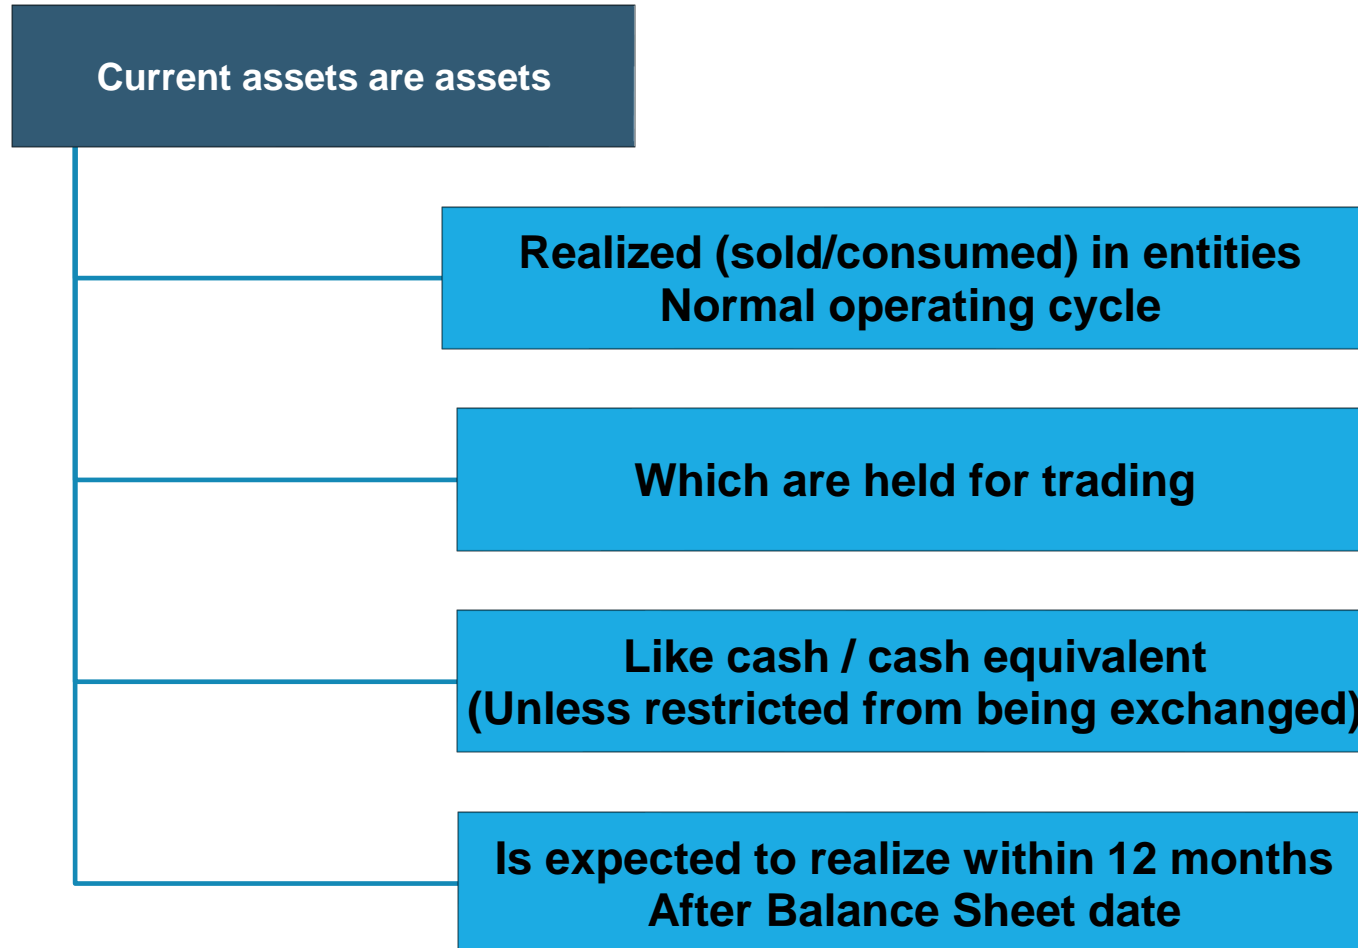 Current assets are assets
Realized (sold/consumed) in entities
Normal operating cycle
Which are held for trading
Like cash / cash equivalent
(Unless restricted from being exchanged)
Is expected to realize within 12 months
After Balance Sheet date